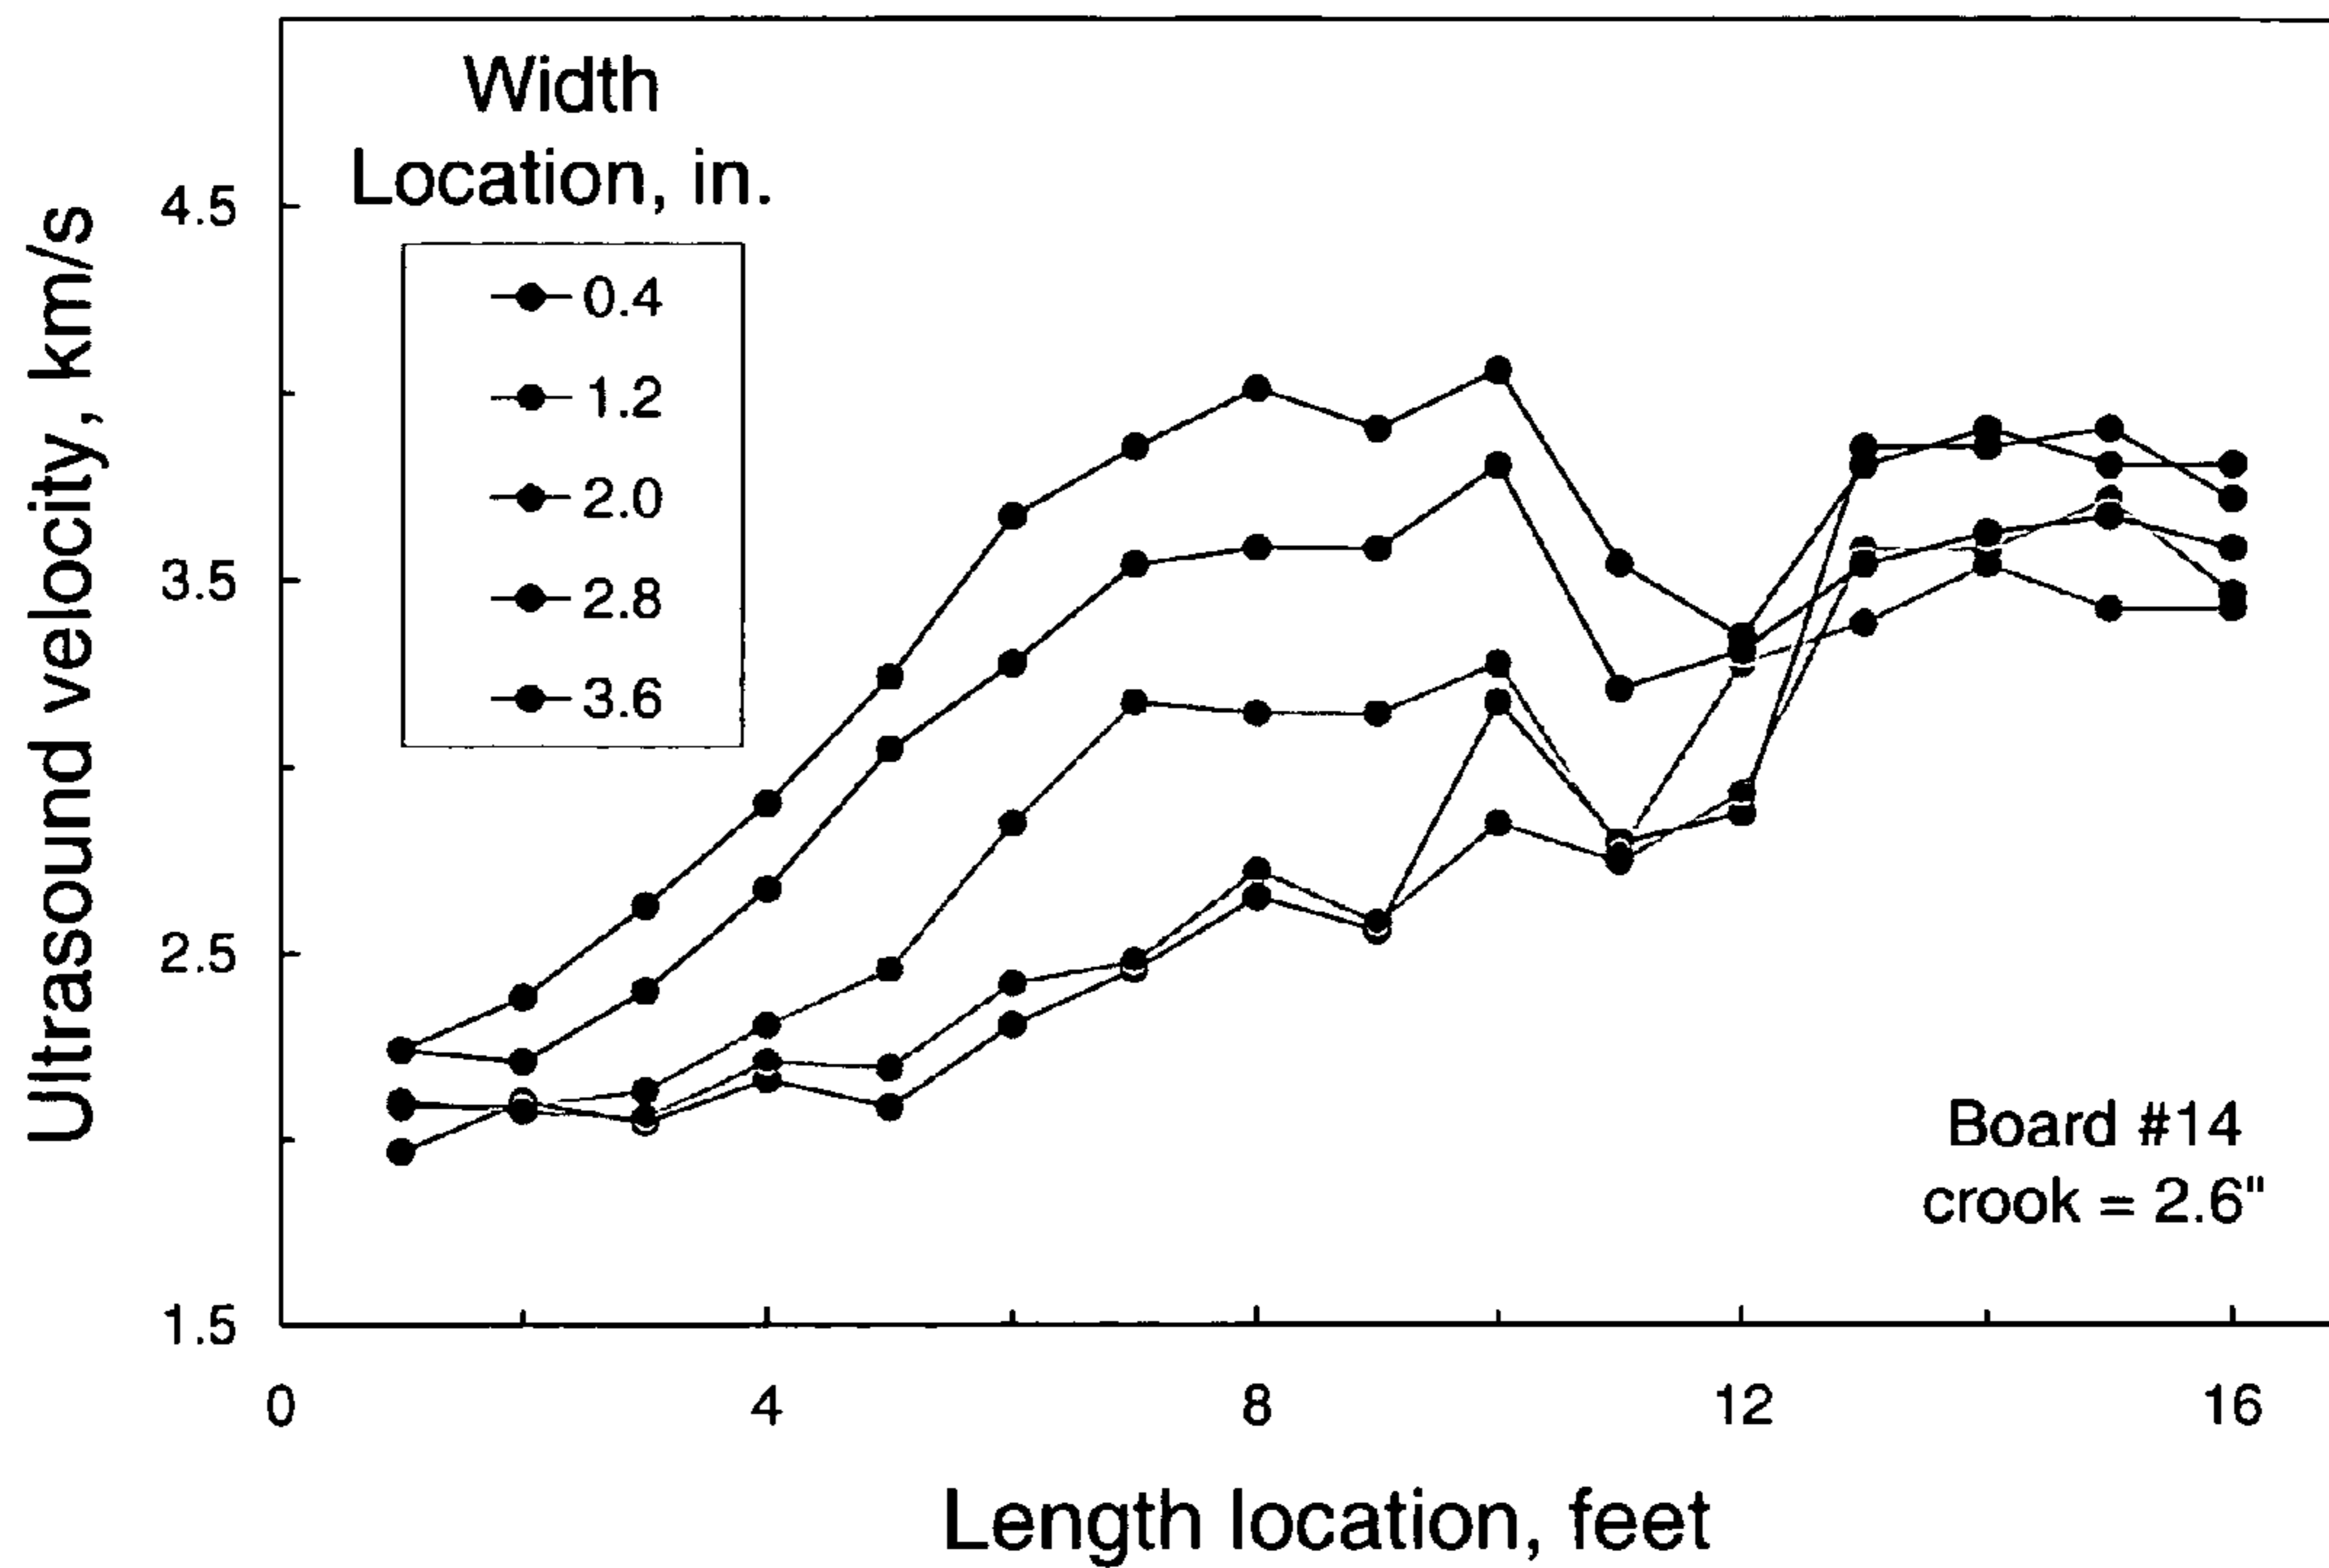 Width
Location, in.
0.4
1.2
2.0
2.8
3.6
Ultrasound velocity, km/s
4.5
3.5
2.5
1.5
Board #14
crook = 2.6"
0 4 8 12 16
Length location, feet